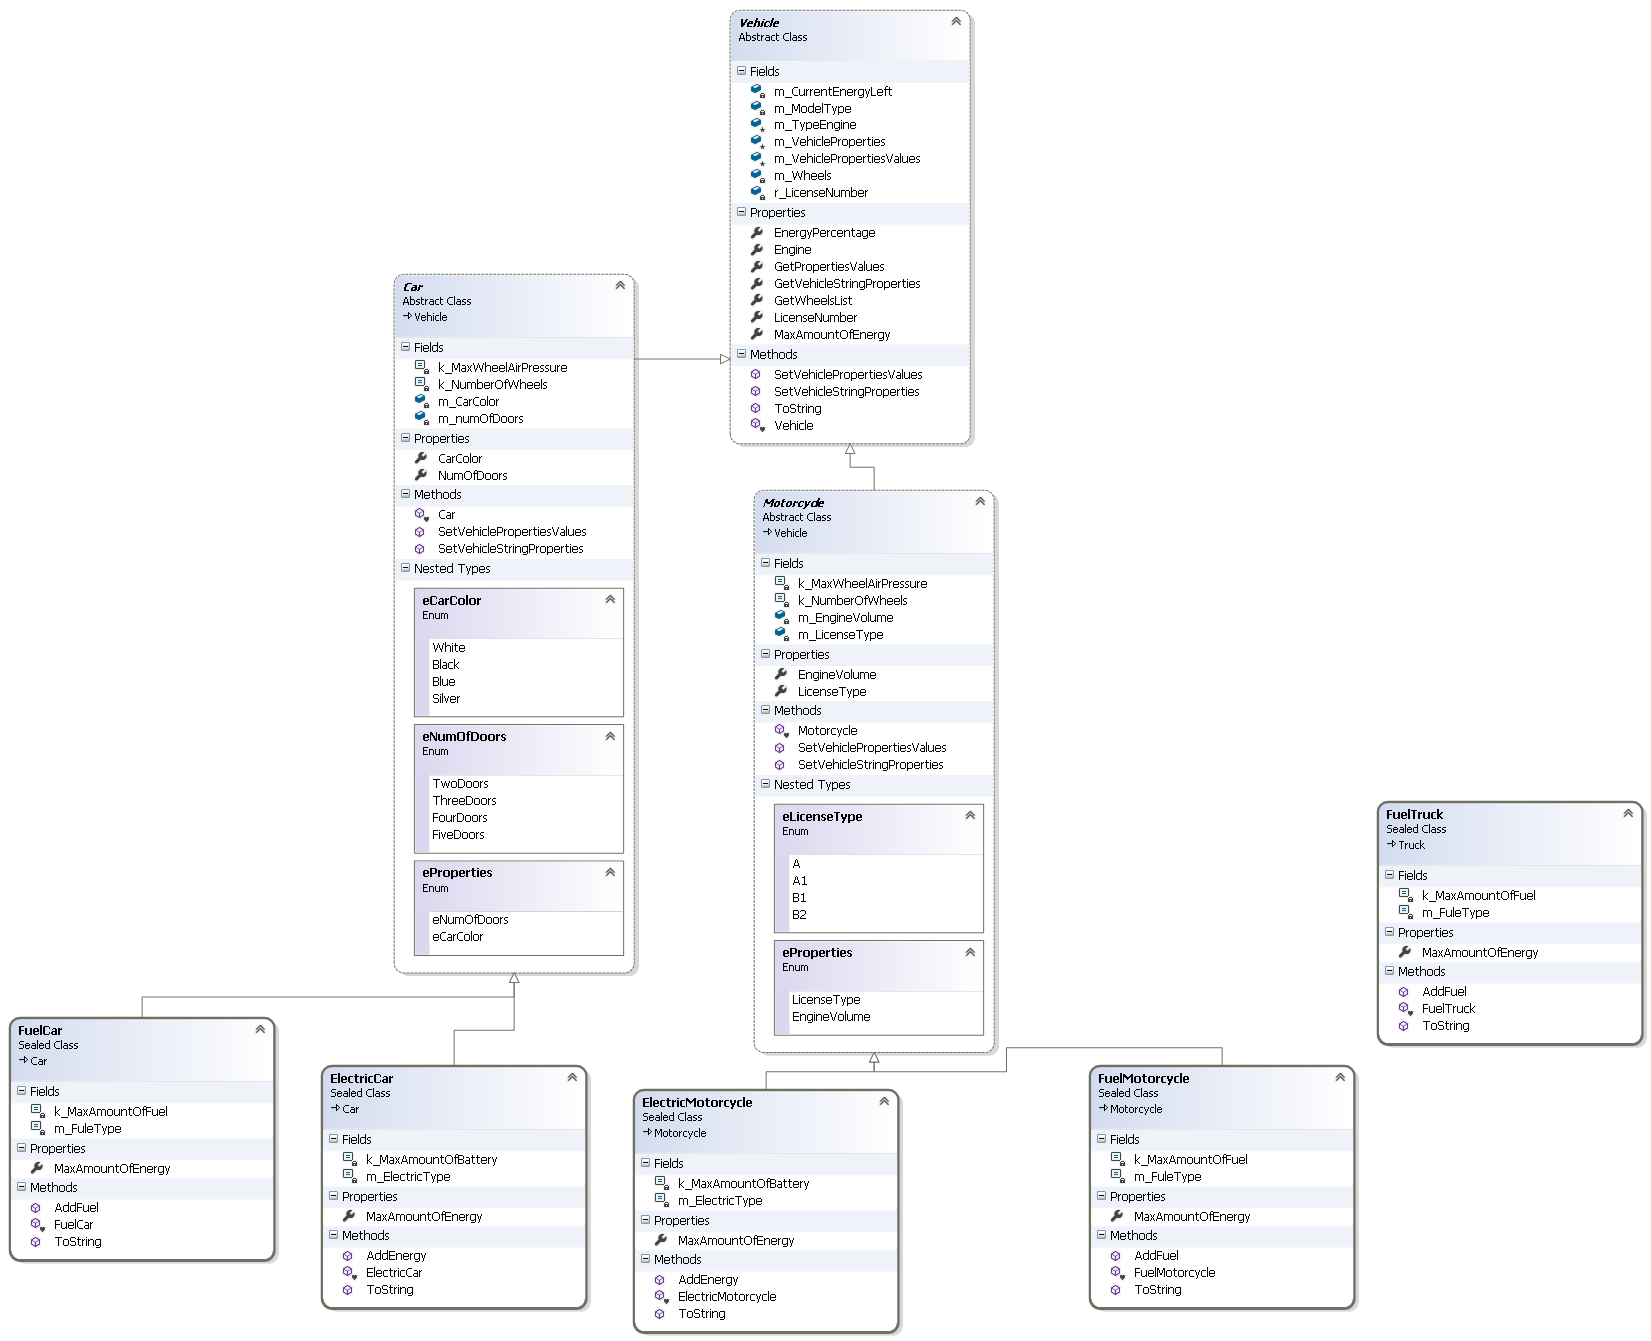 Vehicle
Abstract Class
Fields
m_CurrentEnergyLeft
m_ModelType
m_TypeEngine
m_VehicleProperties
m_VehiclePropertiesValues
m_Wheels
r_LicenseNumber
Properties
EnergyPercentage
Engine
GetPropertiesValues
GetVehicleStringProperties
GetWheelsList
LicenseNumber
MaxAmountOfEnergy
Methods
SetVehiclePropertiesValues
SetVehicleStringProperties
ToString
Vehicle
Car
Abstract Class
Vehicle
Fields
k_MaxWheelAirPressure
k_NumberOfWheels
m_CarColor
m_numOfDoors
Properties
CarColor
NumOfDoors
Methods
Car
SetVehiclePropertiesValues
SetVehicleStringProperties
Nested Types
eCarColor
Enum
White
Black
Blue
Silver
eNumOfDoors
Enum
TwoDoors
ThreeDoors
FourDoors
FiveDoors
eProperties
Enum
eNumOfDoors
eCarColor
Motorcycle
Abstract Class
Vehicle
Fields
k_MaxWheelAirPressure
k_NumberOfWheels
m_EngineVolume
m_LicenseType
Properties
EngineVolume
LicenseType
Methods
Motorcycle
SetVehiclePropertiesValues
SetVehicleStringProperties
Nested Types
eLicenseType
Enum
A
A1
B1
B2
eProperties
Enum
LicenseType
EngineVolume
FuelTruck
Sealed Class
Truck
Fields
k_MaxAmountOfFuel
m_FuleType
Properties
MaxAmountOfEnergy
Methods
AddFuel
FuelTruck
ToString
FuelCar
Sealed Class
Car
Fields
k_MaxAmountOfFuel
m_FuleType
Properties
MaxAmountOfEnergy
Methods
AddFuel
FuelCar
ToString
ElectricCar
Sealed Class
Car
Fields
k_MaxAmountOfBattery
m_ElectricType
Properties
MaxAmountOfEnergy
Methods
AddEnergy
ElectricCar
ToString
ElectricMotorcycle
Sealed Class
Motorcycle
Fields
k_MaxAmountOfBattery
m_ElectricType
Properties
MaxAmountOfEnergy
Methods
AddEnergy
ElectricMotorcycle
ToString
FuelMotorcycle
Sealed Class
Motorcycle
Fields
k_MaxAmountOfFuel
m_FuleType
Properties
MaxAmountOfEnergy
Methods
AddFuel
FuelMotorcycle
ToString